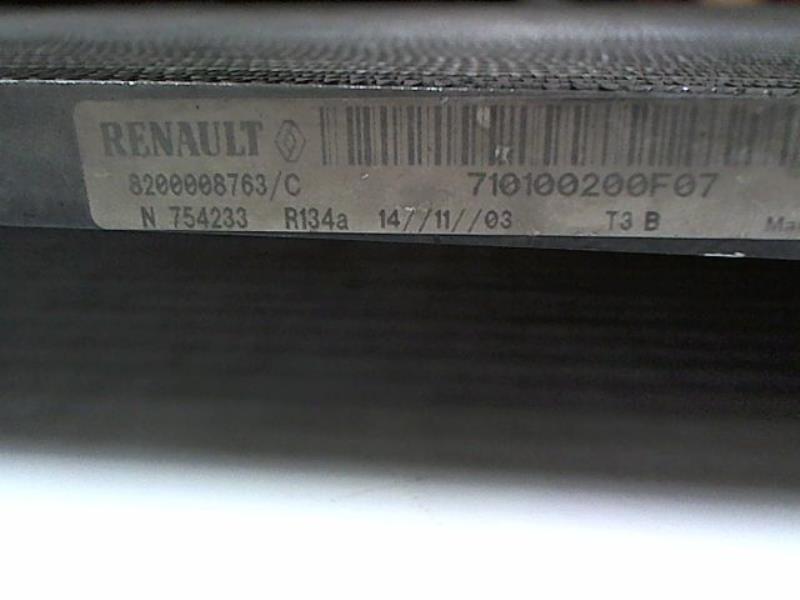 RENAULT
8200008763/C 710100200F07
N 754233 R134a 14//11//03 T3 B